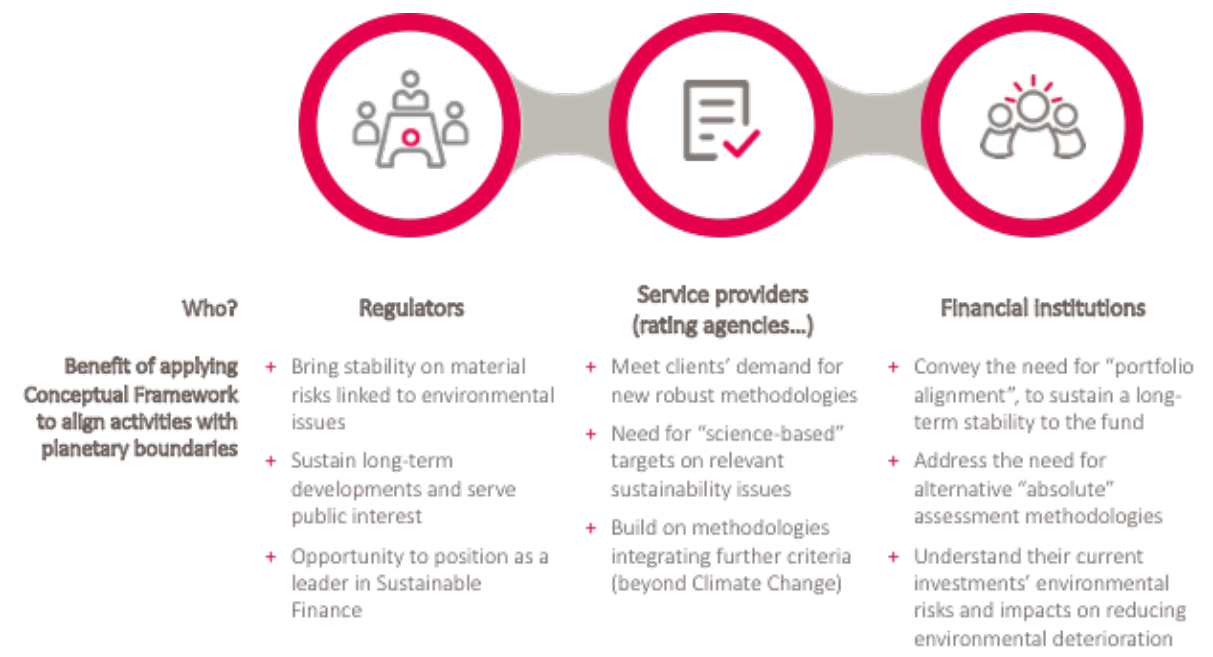 Who?
Regulators
Service providers
(rating agencies...)
Financial institutions
Benefit of applying
Conceptual Framework
to align activities with
planetary boundaries
+ Bring stability on material
risks linked to environmental
issues
+ Sustain long-term
developments and serve
public interest
+ Opportunity to position as a
leader in Sustainable
Finance
+ Meet clients’ demand for
new robust methodologies
+ Need for “science-based”
targets on relevant
sustainability issues
+ Build on methodologies
integrating further criteria
(beyond Climate Change)
+ Convey the need for “portfolio
alignment”, to sustain a long-
term stability to the fund
+ Address the need for
alternative “absolute”
assessment methodologies
+ Understand their current
investments’ environmental
risks and impacts on reducing
environmental deterioration